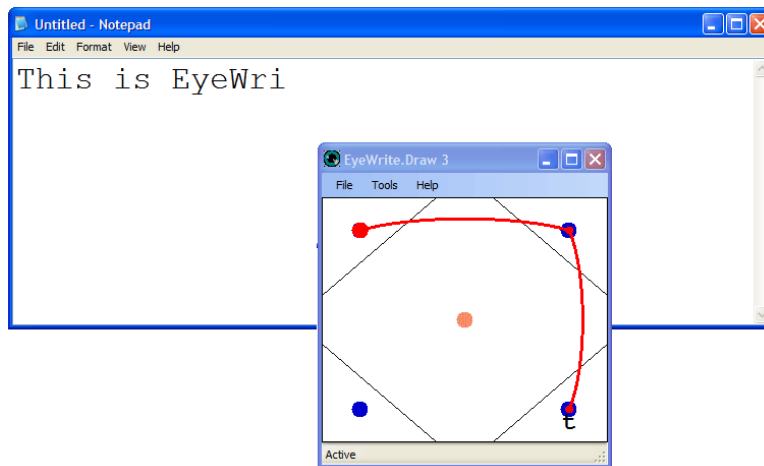 Untitled - Notepad
File Edit Format View Help
This is EyeWri
EyeWrite.Draw 3
File Tools Help
t
Active